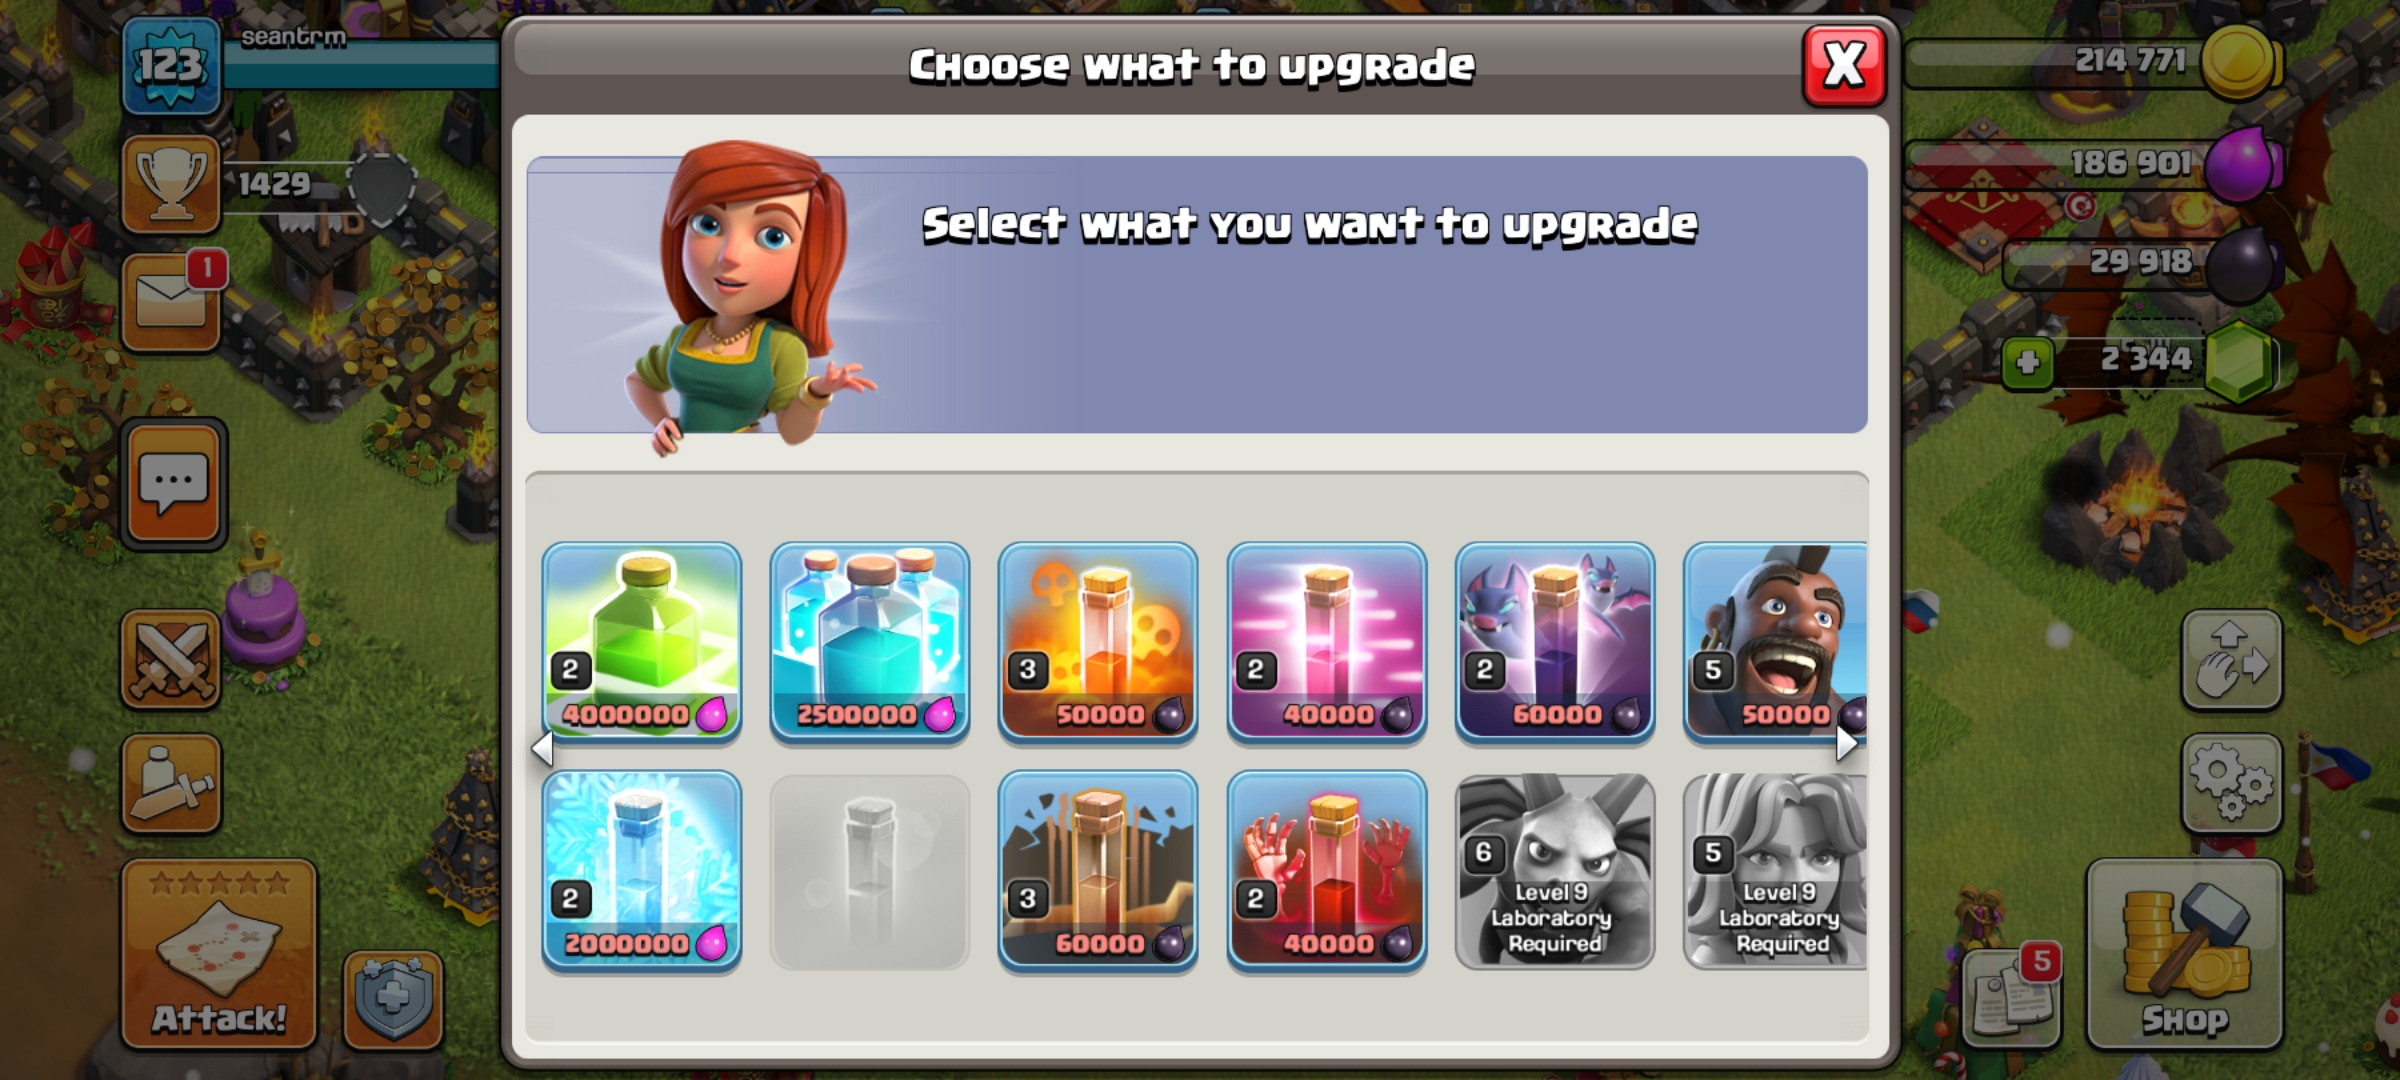 123
seantrm
1429
1
Attack!
Choose what to upgrade
X
Select what you want to upgrade
2
4000000
2500000
3
50000
2
40000
2
60000
5
50000
2
2000000
3
60000
2
40000
6
Level 9
Laboratory
Required
5
Level 9
Laboratory
Required
214 771
186 901
29 918
2 344
5
Shop